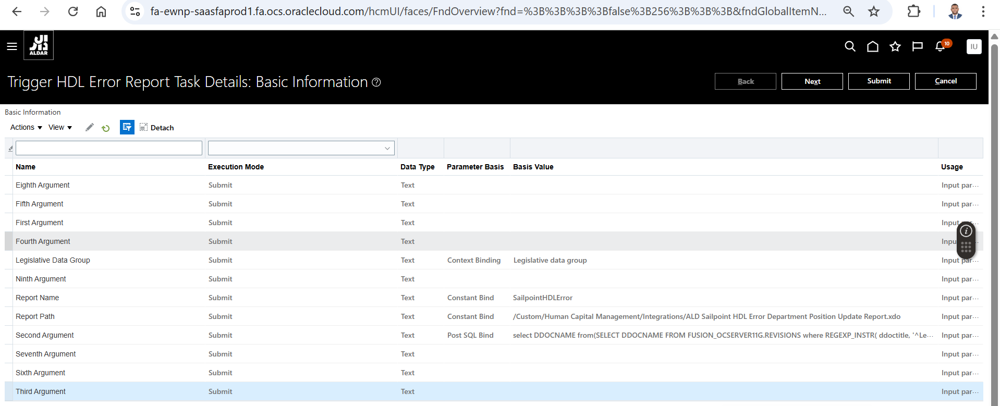 fa-ewnp-saasfaprod1.fa.ocs.oraclecloud.com/hcmUI/faces/FndOverview?fnd=%3B%3B%3B%3Bfalse%3B256%3B%3B%3B&fndGlobalItemN...
ALDAR
10
IU
Trigger HDL Error Report Task Details: Basic Information ?
Back Next Submit Cancel
Basic Information
Actions View Detach
Name Execution Mode Data Type Parameter Basis Basis Value Usage
Eighth Argument Submit Text Input par...
Fifth Argument Submit Text Input par...
First Argument Submit Text Input par...
Fourth Argument Submit Text Inpu
Legislative Data Group Submit Text Context Binding Legislative data group Input par...
Ninth Argument Submit Text Input par...
Report Name Submit Text Constant Bind SailpointHDLError Input par...
Report Path Submit Text Constant Bind /Custom/Human Capital Management/Integrations/ALD Sailpoint HDL Error Department Position Update Report.xdo Input par...
Second Argument Submit Text Post SQL Bind select DDOCNAME from(SELECT DDOCNAME FROM FUSION_OCSERVER11G.REVISIONS where REGEXP_INSTR( ddoctitle, '^Le... Input par...
Seventh Argument Submit Text Input par...
Sixth Argument Submit Text Input par...
Third Argument Submit Text Input par...